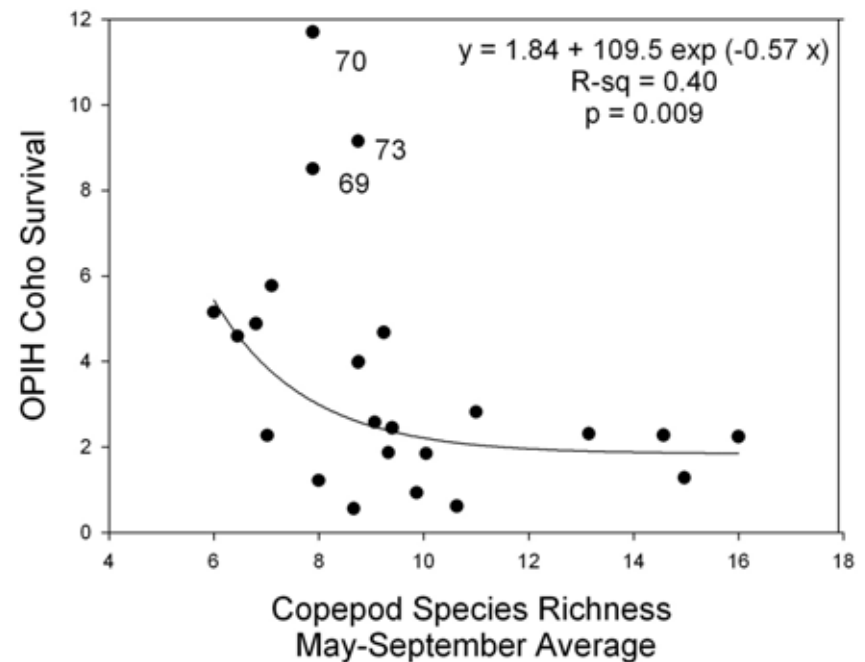 12
10
8
6
4
2
0
OPIH Coho Survival
y = 1.84 + 109.5 exp (-0.57 x)
R-sq = 0.40
p = 0.009
70
73
69
4 6 8 10 12 14 16 18
Copepod Species Richness
May-September Average